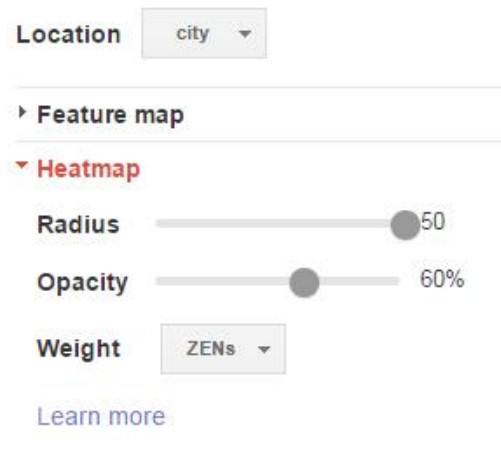 Location city
Feature map
Heatmap
Radius 50
Opacity 60%
Weight ZENs
Learn more